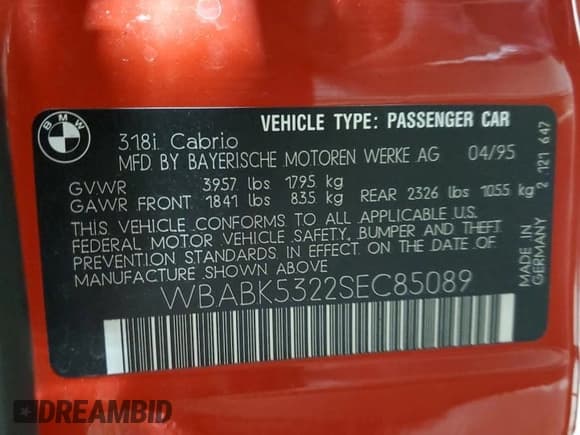 BMW
VEHICLE TYPE: PASSENGER CAR
318i Cabrio
MFD BY BAYERISCHE MOTOREN WERKE AG 04/95
GVWR 3957 lbs 1795 kg
GAWR FRONT 1841 lbs 835 kg REAR 2326 lbs 1055 kg
THIS VEHICLE CONFORMS TO ALL APPLICABLE U.S.
FEDERAL MOTOR VEHICLE SAFETY, BUMPER AND THEFT
PREVENTION STANDARDS IN EFFECT ON THE DATE OF
MANUFACTURE SHOWN ABOVE.
WBABK5322SEC85089
MADE IN
GERMANY 2 121 647
DREAMBID